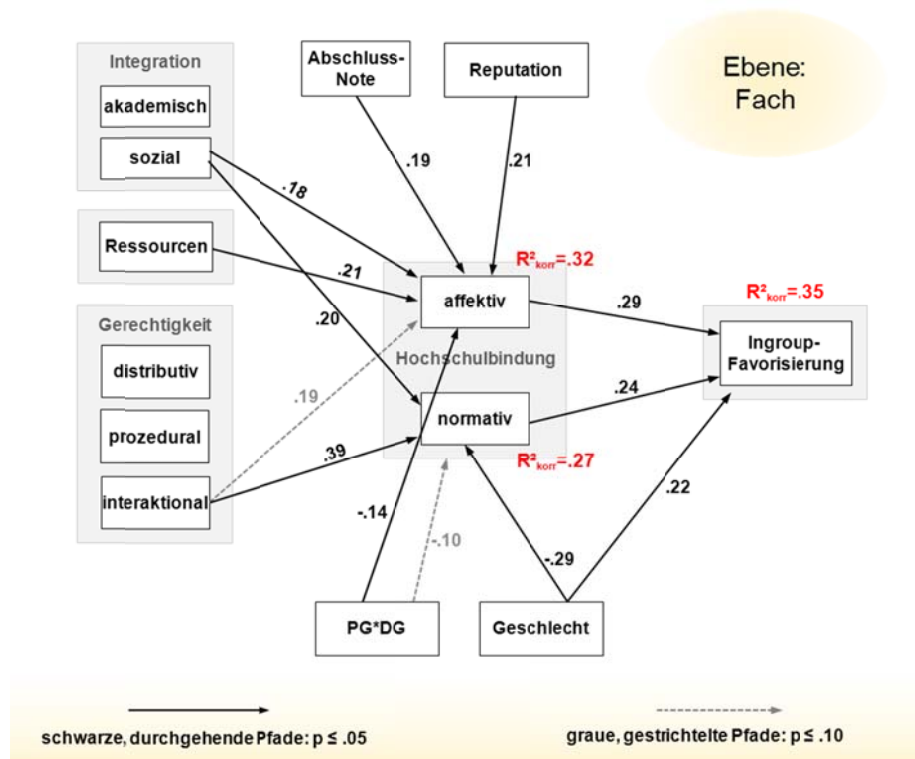 Integration
akademisch
sozial
Ressourcen
Gerechtigkeit
distributiv
prozedural
interaktional
Abschluss-
Note
Reputation
Ebene:
Fach
.19
.21
.18
.21
.20
.19
.39
-.14
-.10
R²korr=.32
affektiv
Hochschulbindung
normativ
R²korr=.27
.29
.24
.22
-.29
R²korr=.35
Ingroup-
Favorisierung
PG*DG
Geschlecht
schwarze, durchgehende Pfade: p ≤ .05
graue, gestrichtelte Pfade: p ≤ .10